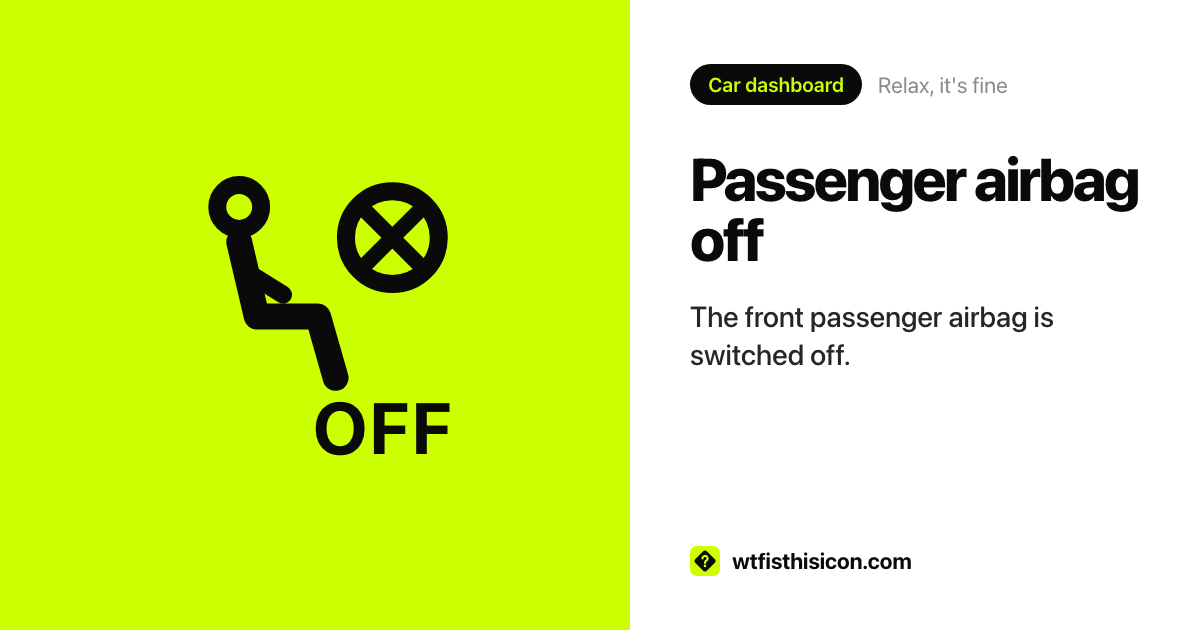 Car dashboard Relax, it's fine
Passenger airbag
off
The front passenger airbag is
switched off.
OFF
? wtfisthisicon.com